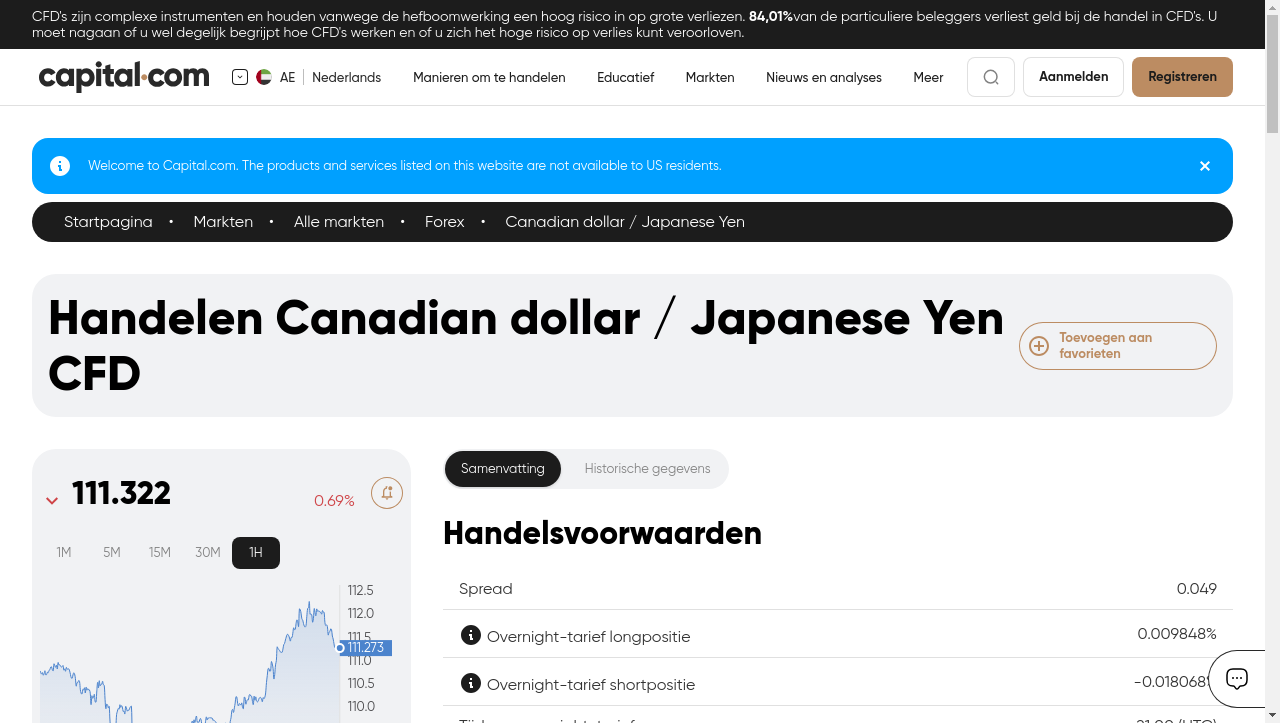 CFD's zijn complexe instrumenten en houden vanwege de hefboomwerking een hoog risico in op grote verliezen. 84,01%van de particuliere beleggers verliest geld bij de handel in CFD's. U
moet nagaan of u wel degelijk begrijpt hoe CFD's werken en of u zich het hoge risico op verlies kunt veroorloven.
capital.com AE Nederlands Manieren om te handelen Educatief Markten Nieuws en analyses Meer Aanmelden Registreren
Welcome to Capital.com. The products and services listed on this website are not available to US residents.
Startpagina • Markten • Alle markten • Forex • Canadian dollar / Japanese Yen
Handelen Canadian dollar / Japanese Yen
CFD
Toevoegen aan
favorieten
111.322 0.69%
1M 5M 15M 30M 1H
112.5
112.0
111.5
111.273
111.0
110.5
110.0
Samenvatting Historische gegevens
Handelsvoorwaarden
Spread 0.049
Overnight-tarief longpositie 0.009848%
Overnight-tarief shortpositie -0.018068%